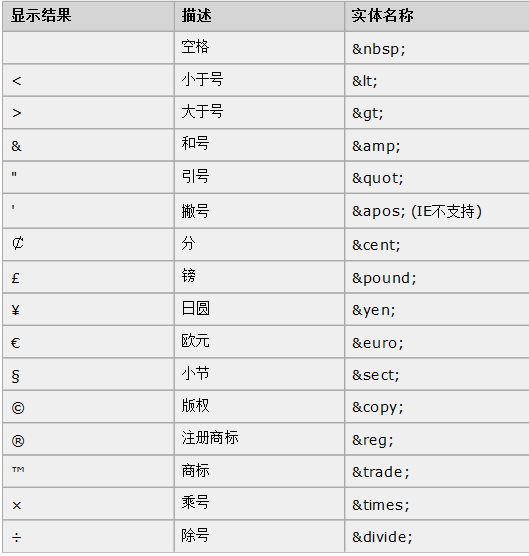 显示结果 描述 实体名称
空格 &nbsp;
< 小于号 &lt;
> 大于号 &gt;
& 和号 &amp;
" 引号 &quot;
' 撇号 &apos; (IE不支持)
₡ 分 &cent;
£ 镑 &pound;
¥ 日圆 &yen;
€ 欧元 &euro;
§ 小节 &sect;
© 版权 &copy;
® 注册商标 &reg;
™ 商标 &trade;
× 乘号 &times;
÷ 除号 &divide;